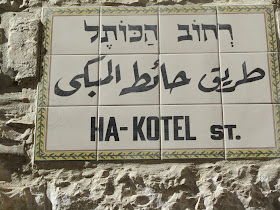 רְחוֹב הַכּוֹתֶל
طريق حائط المبكى
HA-KOTEL ST.